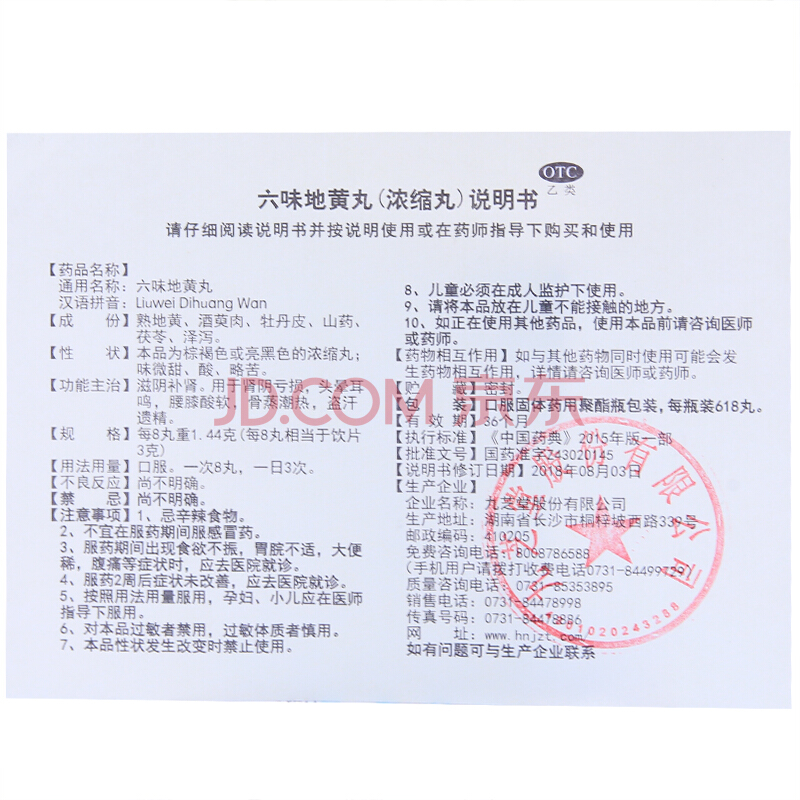 OTC
乙类
六味地黄丸(浓缩丸)说明书
请仔细阅读说明书并按说明使用或在药师指导下购买和使用
【药品名称】
通用名称：六味地黄丸
汉语拼音：Liuwei Dihuang Wan
【成　份】熟地黄、酒萸肉、牡丹皮、山药、
茯苓、泽泻。
【性　状】本品为棕褐色或亮黑色的浓缩丸；
味微甜、酸、略苦。
【功能主治】滋阴补肾。用于肾阴亏损，头晕耳
鸣，腰膝酸软，骨蒸潮热，盗汗
遗精。
【规　格】每8丸重1.44克(每8丸相当于饮片
3克)
【用法用量】口服。一次8丸，一日3次。
【不良反应】尚不明确。
【禁　忌】尚不明确。
【注意事项】1、忌辛辣食物。
2、不宜在服药期间服感冒药。
3、服药期间出现食欲不振，胃脘不适，大便
稀，腹痛等症状时，应去医院就诊。
4、服药2周后症状未改善，应去医院就诊。
5、按照用法用量服用，孕妇、小儿应在医师
指导下服用。
6、对本品过敏者禁用，过敏体质者慎用。
7、本品性状发生改变时禁止使用。
8、儿童必须在成人监护下使用。
9、请将本品放在儿童不能接触的地方。
10、如正在使用其他药品，使用本品前请咨询医师
或药师。
【药物相互作用】如与其他药物同时使用可能会发
生药物相互作用，详情请咨询医师或药师。
【贮　藏】密封。
【包　装】口服固体药用聚酯瓶包装，每瓶装618丸。
【有 效 期】36个月
【执行标准】《中国药典》2015年版一部
【批准文号】国药准字Z43020145
【说明书修订日期】2018年08月03日
【生产企业】
企业名称：九芝堂股份有限公司
生产地址：湖南省长沙市桐梓坡西路339号
邮政编码：410205
免费咨询电话：8008786588
(手机用户请拨打收费电话0731-84499729)
质量咨询电话：0731-85353895
销售电话：0731-84478998
传真号码：0731-84478886
网　址：www.hnjzt.com
如有问题可与生产企业联系
JD.COM 京东
九芝堂股份有限公司